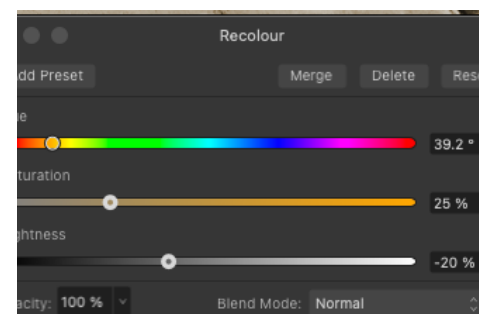 Recolour
dd Preset Merge Delete Res
ue
39.2 °
turation
25 %
ghtness
-20 %
acity: 100 % Blend Mode: Normal